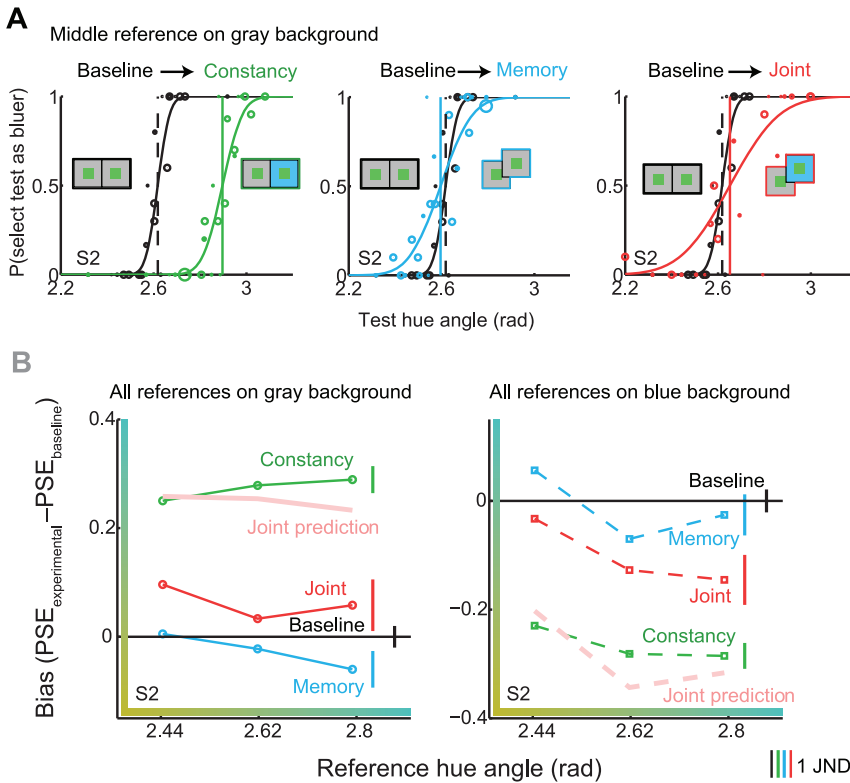 A
Middle reference on gray background
Baseline → Constancy
Baseline → Memory
Baseline → Joint
P(select test as bluer)
1
0.5
0
S2
2.2
2.6
3
1
0.5
0
S2
2.2
2.6
3
1
0.5
0
S2
2.2
2.6
3
Test hue angle (rad)
B
All references on gray background
All references on blue background
Bias (PSEexperimental−PSEbaseline)
0.4
0.2
0
Constancy
Joint prediction
Joint
Baseline
Memory
S2
2.44
2.62
2.8
0
−0.2
−0.4
Baseline
Memory
Joint
Constancy
Joint prediction
S2
2.44
2.62
2.8
Reference hue angle (rad)
1 JND